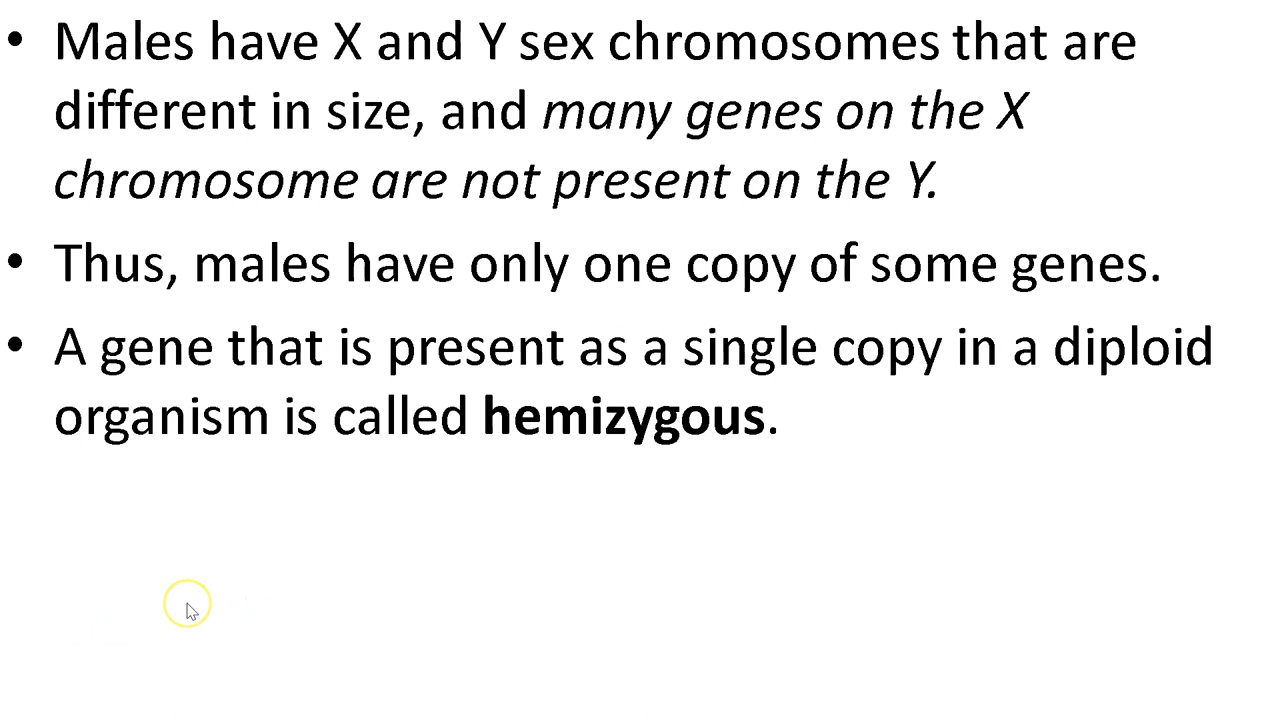 • Males have X and Y sex chromosomes that are
different in size, and many genes on the X
chromosome are not present on the Y.
• Thus, males have only one copy of some genes.
• A gene that is present as a single copy in a diploid
organism is called hemizygous.